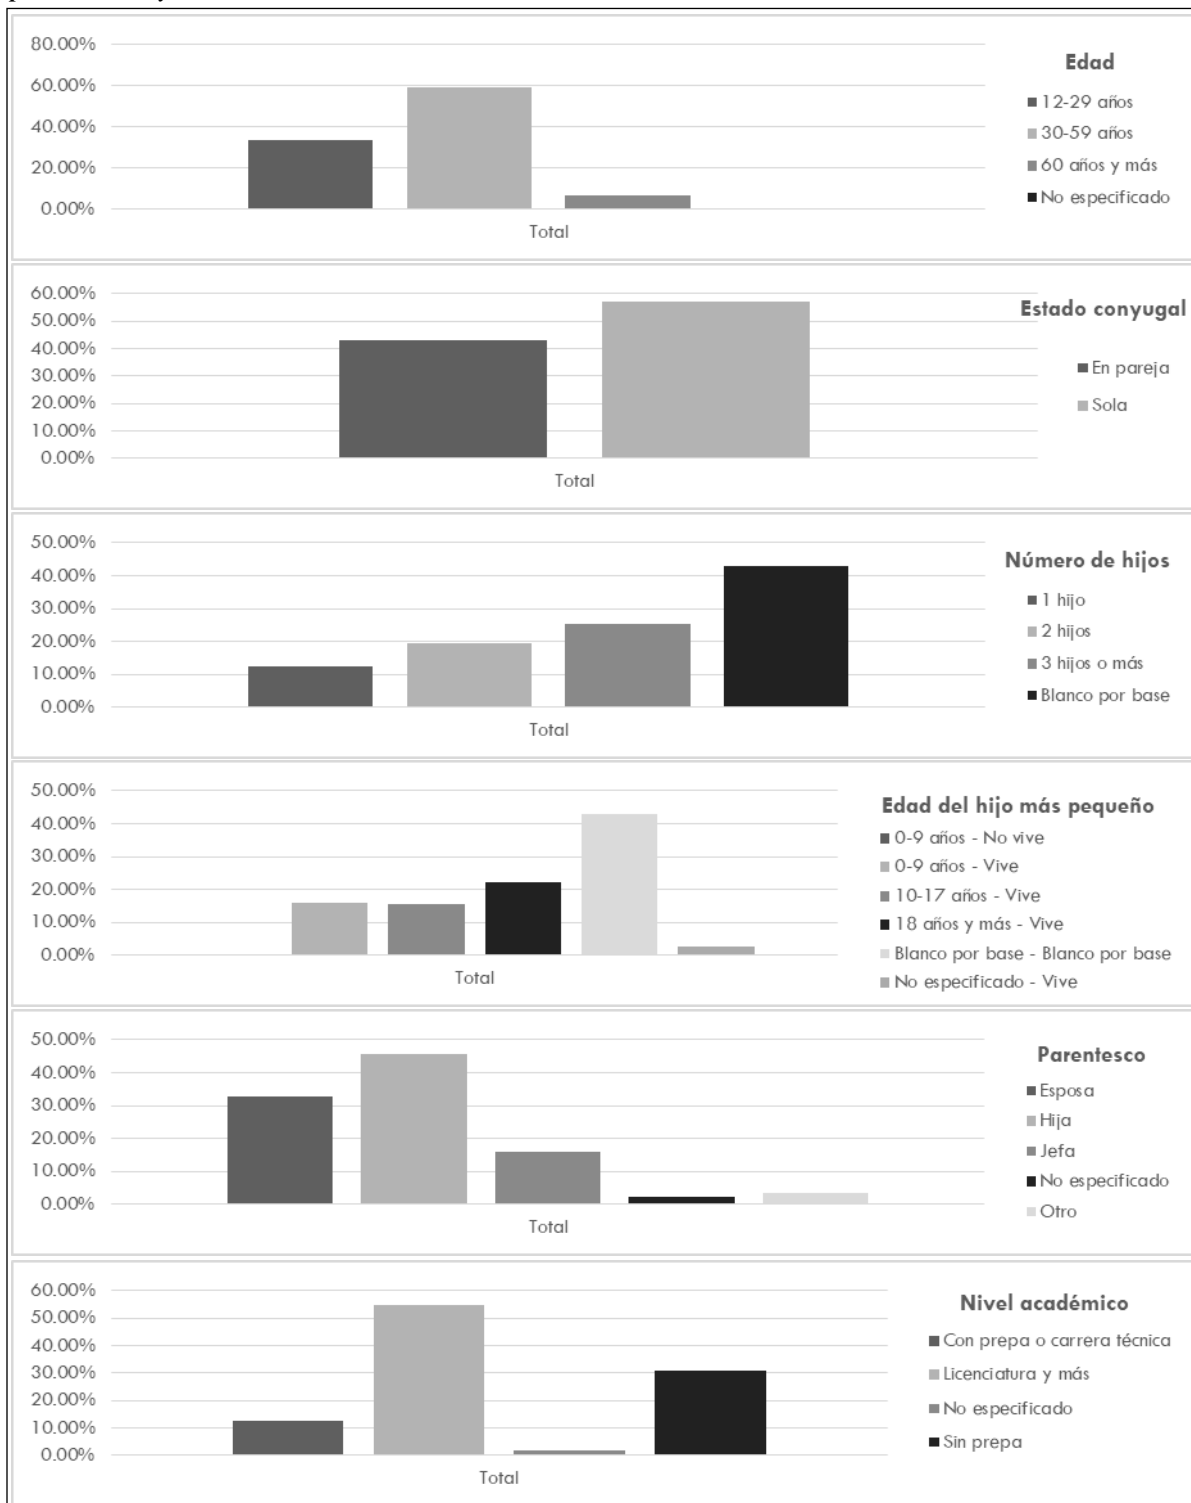 80.00%
60.00%
40.00%
20.00%
0.00%
Total
Edad
12-29 años
30-59 años
60 años y más
No especificado
60.00%
50.00%
40.00%
30.00%
20.00%
10.00%
0.00%
Total
Estado conyugal
En pareja
Sola
50.00%
40.00%
30.00%
20.00%
10.00%
0.00%
Total
Número de hijos
1 hijo
2 hijos
3 hijos o más
Blanco por base
50.00%
40.00%
30.00%
20.00%
10.00%
0.00%
Total
Edad del hijo más pequeño
0-9 años - No vive
0-9 años - Vive
10-17 años - Vive
18 años y más - Vive
Blanco por base - Blanco por base
No especificado - Vive
50.00%
40.00%
30.00%
20.00%
10.00%
0.00%
Total
Parentesco
Esposa
Hija
Jefa
No especificado
Otro
60.00%
50.00%
40.00%
30.00%
20.00%
10.00%
0.00%
Total
Nivel académico
Con prepa o carrera técnica
Licenciatura y más
No especificado
Sin prepa